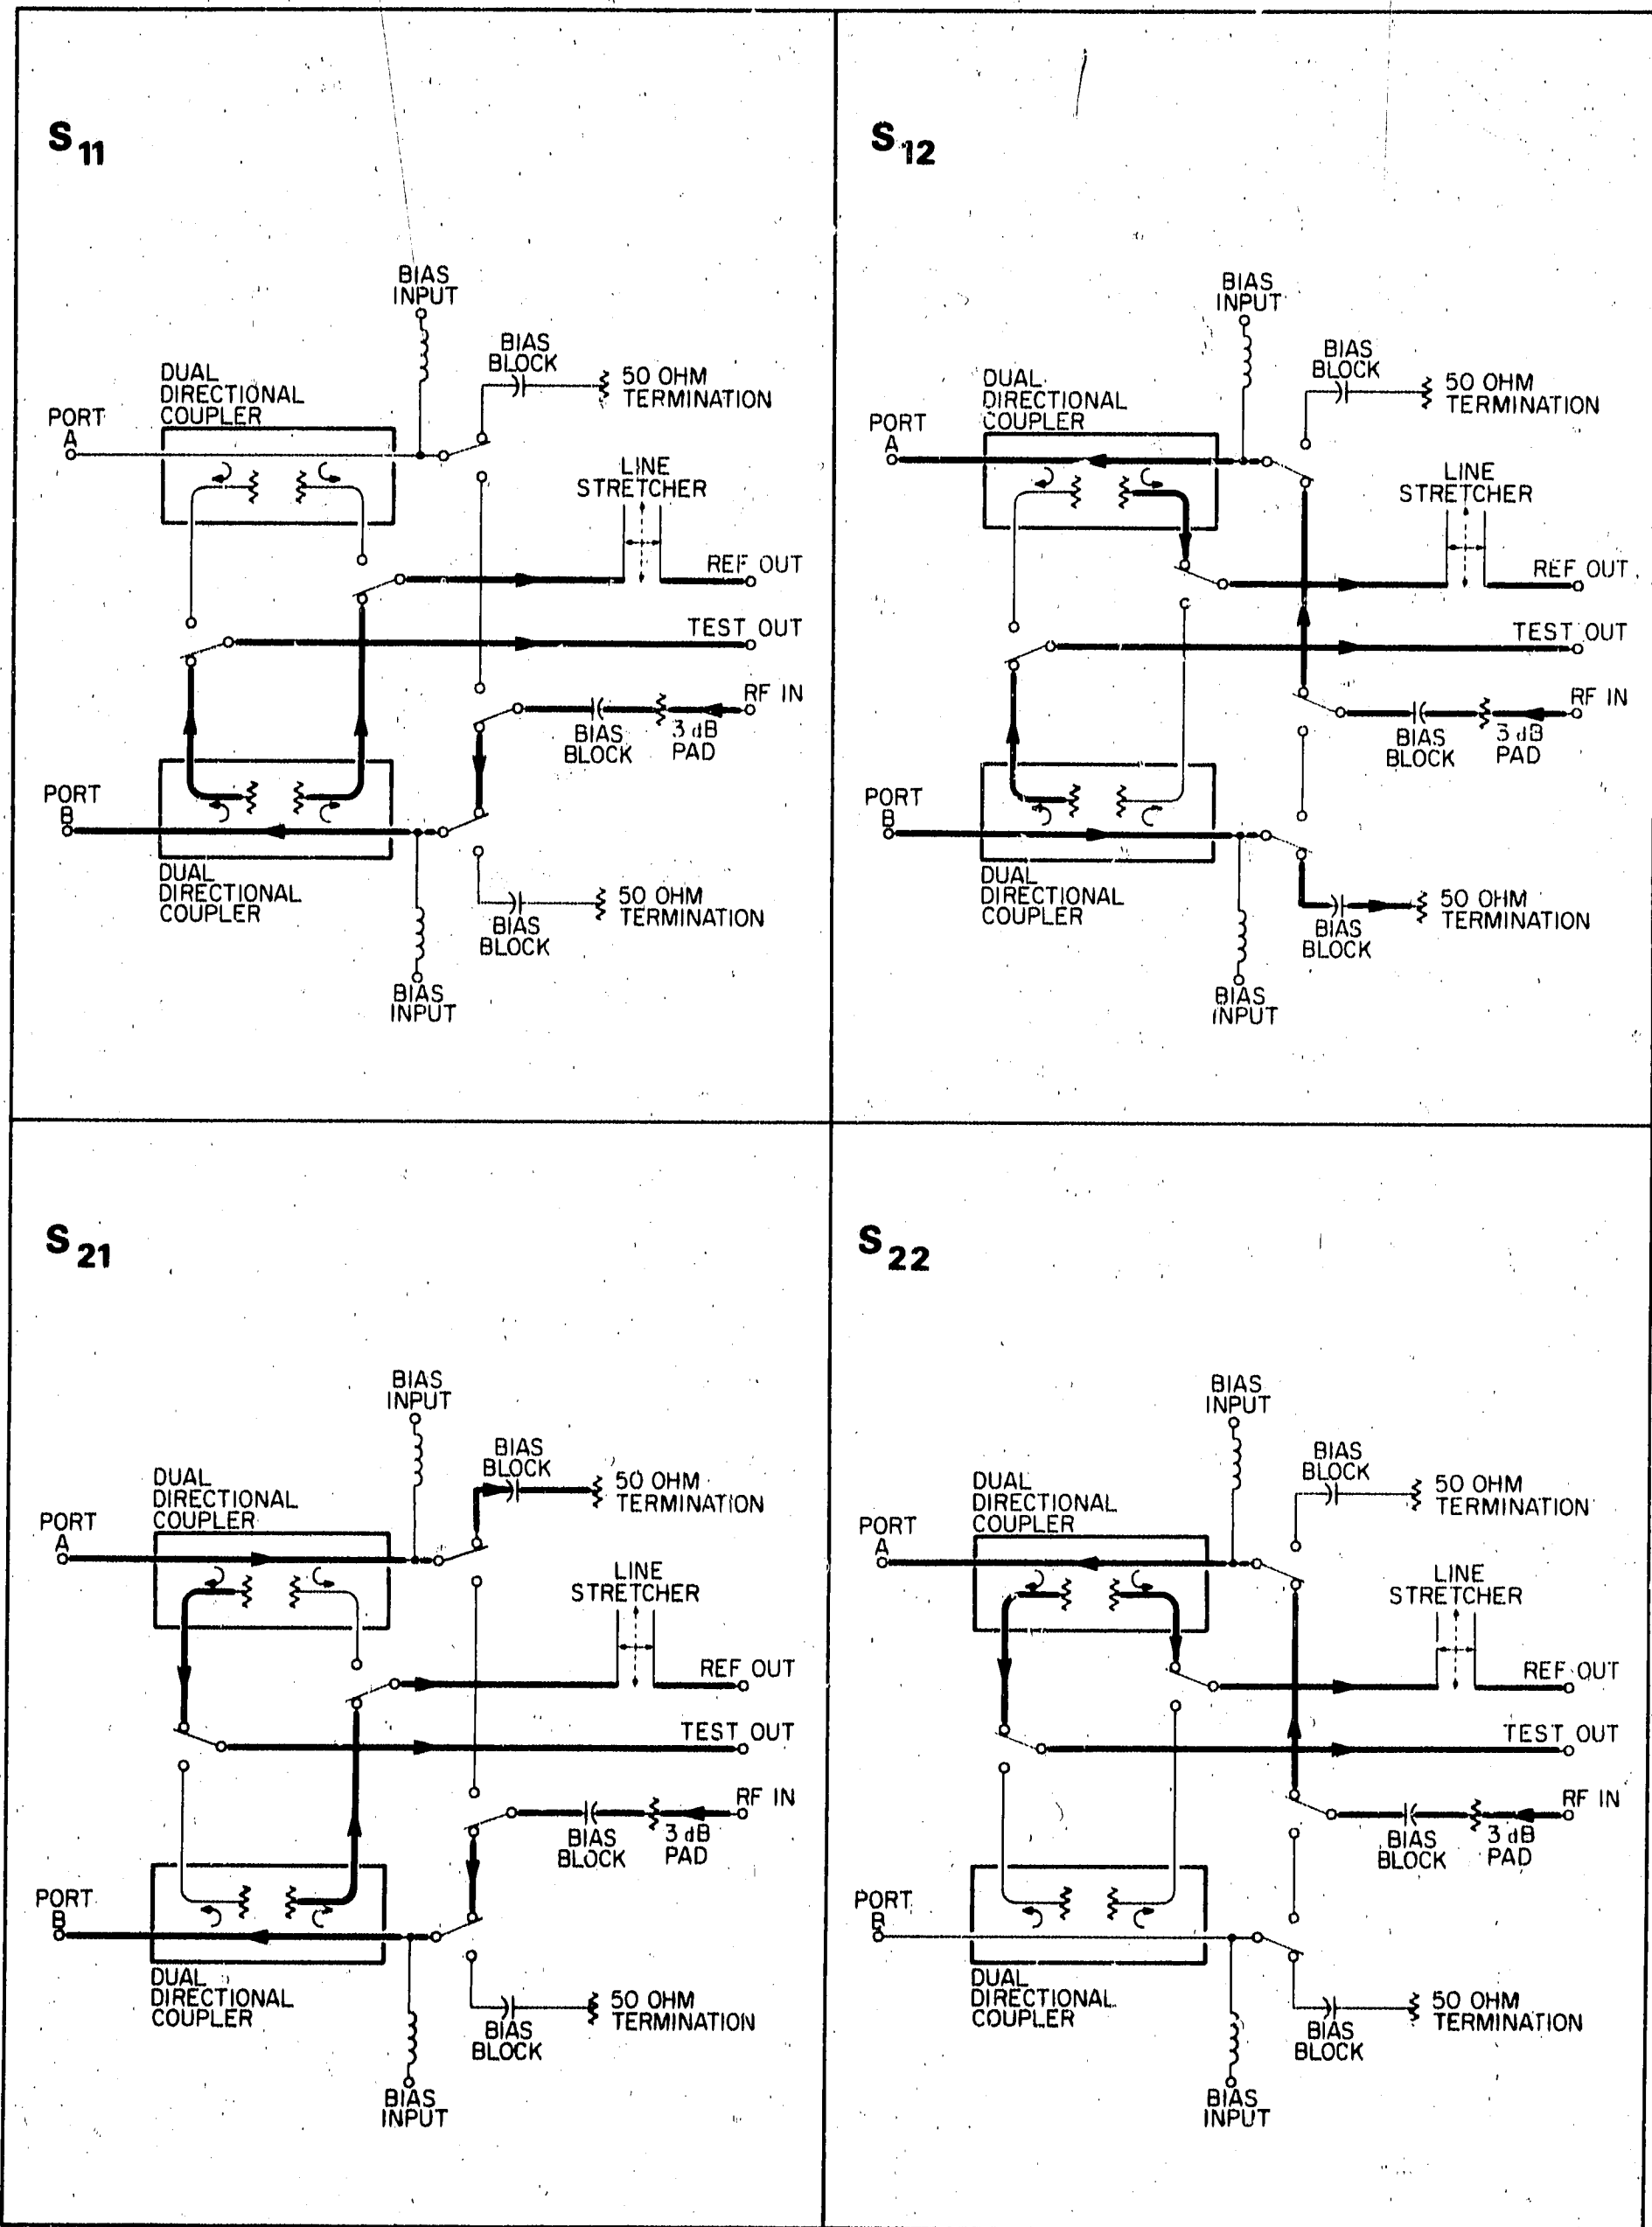 S11
BIAS
INPUT
BIAS
BLOCK
50 OHM
TERMINATION
DUAL
DIRECTIONAL
COUPLER
PORT
A
LINE
STRETCHER
REF OUT
TEST OUT
RF IN
BIAS
BLOCK
3 dB
PAD
PORT
B
DUAL
DIRECTIONAL
COUPLER
50 OHM
TERMINATION
BIAS
BLOCK
BIAS
INPUT
S12
BIAS
INPUT
BIAS
BLOCK
50 OHM
TERMINATION
DUAL
DIRECTIONAL
COUPLER
PORT
A
LINE
STRETCHER
REF OUT
TEST OUT
RF IN
BIAS
BLOCK
3 dB
PAD
PORT
B
DUAL
DIRECTIONAL
COUPLER
50 OHM
TERMINATION
BIAS
BLOCK
BIAS
INPUT
S21
BIAS
INPUT
BIAS
BLOCK
50 OHM
TERMINATION
DUAL
DIRECTIONAL
COUPLER
PORT
A
LINE
STRETCHER
REF OUT
TEST OUT
RF IN
BIAS
BLOCK
3 dB
PAD
PORT
B
DUAL
DIRECTIONAL
COUPLER
50 OHM
TERMINATION
BIAS
BLOCK
BIAS
INPUT
S22
BIAS
INPUT
BIAS
BLOCK
50 OHM
TERMINATION
DUAL
DIRECTIONAL
COUPLER
PORT
A
LINE
STRETCHER
REF OUT
TEST OUT
RF IN
BIAS
BLOCK
3 dB
PAD
PORT
B
DUAL
DIRECTIONAL
COUPLER
50 OHM
TERMINATION
BIAS
BLOCK
BIAS
INPUT